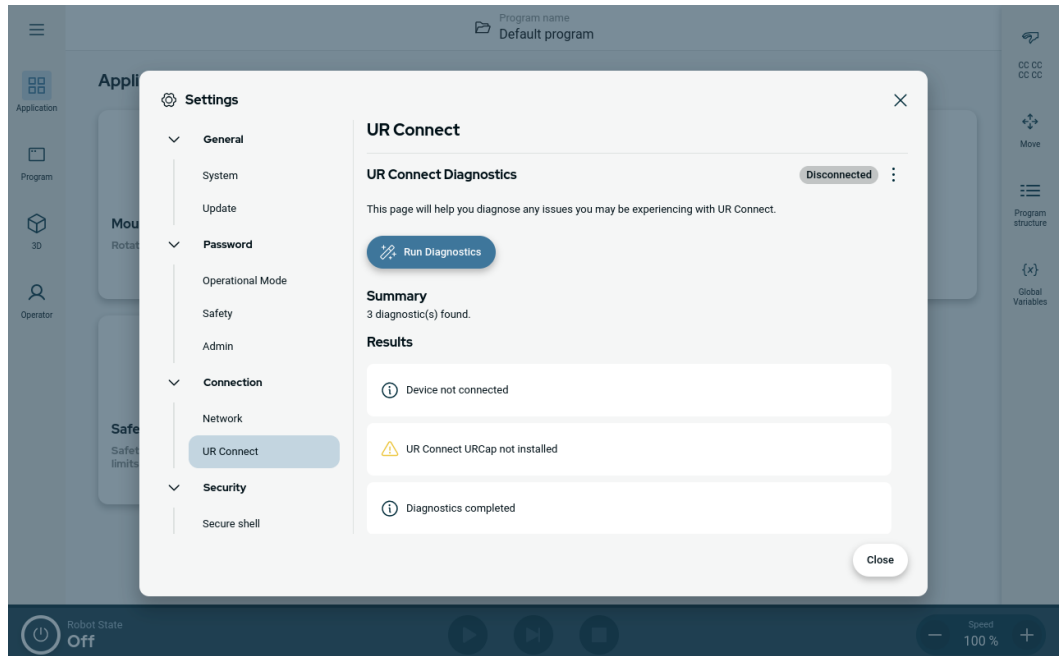 Program name
Default program
Application
Program
3D
Operator
Appli
Mou
Rotat
Safe
Safet
limits
Settings
General
System
Update
Password
Operational Mode
Safety
Admin
Connection
Network
UR Connect
Security
Secure shell
UR Connect
UR Connect Diagnostics
Disconnected
This page will help you diagnose any issues you may be experiencing with UR Connect.
Run Diagnostics
Summary
3 diagnostic(s) found.
Results
Device not connected
UR Connect URCap not installed
Diagnostics completed
Close
CC CC
CC CC
Move
Program
structure
{x}
Global
Variables
Robot State
Off
Speed
100 %